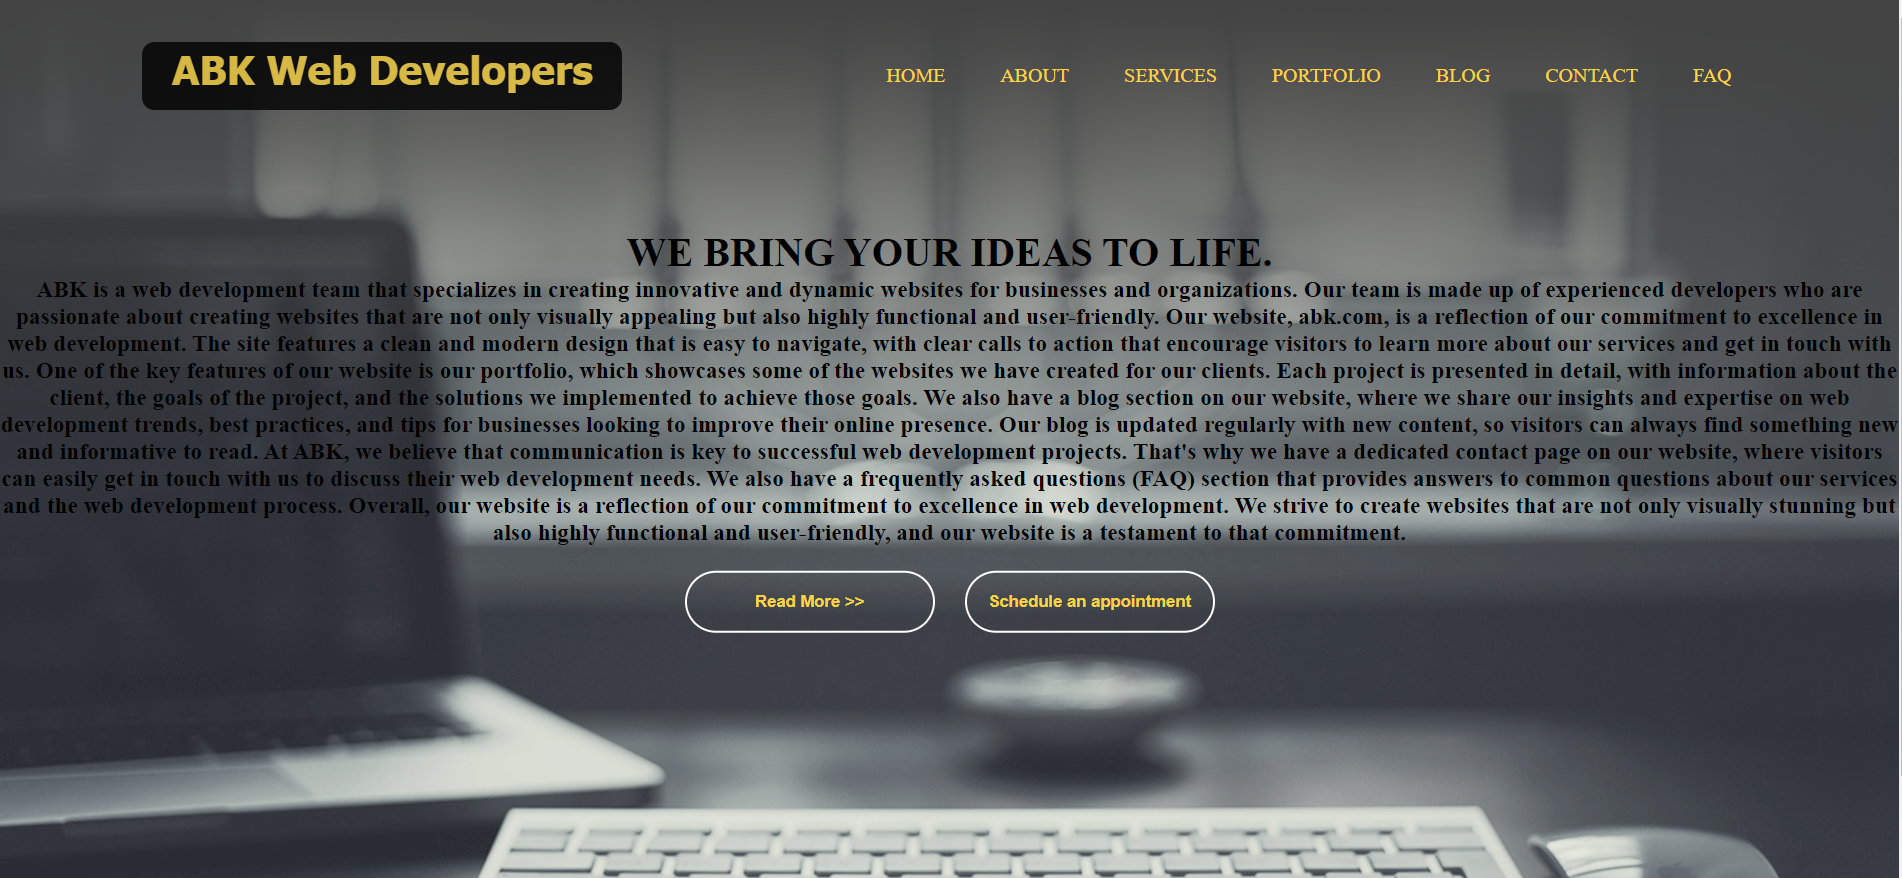 ABK Web Developers
HOME ABOUT SERVICES PORTFOLIO BLOG CONTACT FAQ
WE BRING YOUR IDEAS TO LIFE.
ABK is a web development team that specializes in creating innovative and dynamic websites for businesses and organizations. Our team is made up of experienced developers who are
passionate about creating websites that are not only visually appealing but also highly functional and user-friendly. Our website, abk.com, is a reflection of our commitment to excellence in
web development. The site features a clean and modern design that is easy to navigate, with clear calls to action that encourage visitors to learn more about our services and get in touch with
us. One of the key features of our website is our portfolio, which showcases some of the websites we have created for our clients. Each project is presented in detail, with information about the
client, the goals of the project, and the solutions we implemented to achieve those goals. We also have a blog section on our website, where we share our insights and expertise on web
development trends, best practices, and tips for businesses looking to improve their online presence. Our blog is updated regularly with new content, so visitors can always find something new
and informative to read. At ABK, we believe that communication is key to successful web development projects. That's why we have a dedicated contact page on our website, where visitors
can easily get in touch with us to discuss their web development needs. We also have a frequently asked questions (FAQ) section that provides answers to common questions about our services
and the web development process. Overall, our website is a reflection of our commitment to excellence in web development. We strive to create websites that are not only visually stunning but
also highly functional and user-friendly, and our website is a testament to that commitment.
Read More >> Schedule an appointment